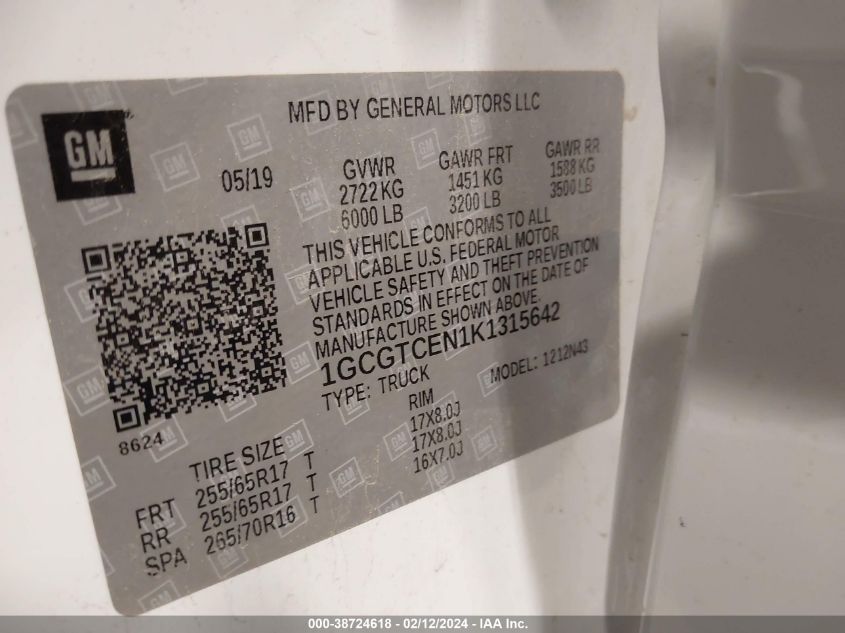 MFD BY GENERAL MOTORS LLC
GM
05/19
GVWR GAWR FRT GAWR RR
2722 KG 1451 KG 1588 KG
6000 LB 3200 LB 3500 LB
THIS VEHICLE CONFORMS TO ALL
APPLICABLE U.S. FEDERAL MOTOR
VEHICLE SAFETY AND THEFT PREVENTION
STANDARDS IN EFFECT ON THE DATE OF
MANUFACTURE SHOWN ABOVE.
1GCGTCEN1K1315642
TYPE: TRUCK MODEL: 1212N43
8624
TIRE SIZE RIM
FRT 255/65R17 T 17X8.0J
RR 255/65R17 T 17X8.0J
SPA 265/70R16 T 16X7.0J
000-38724618 - 02/12/2024 - IAA Inc.